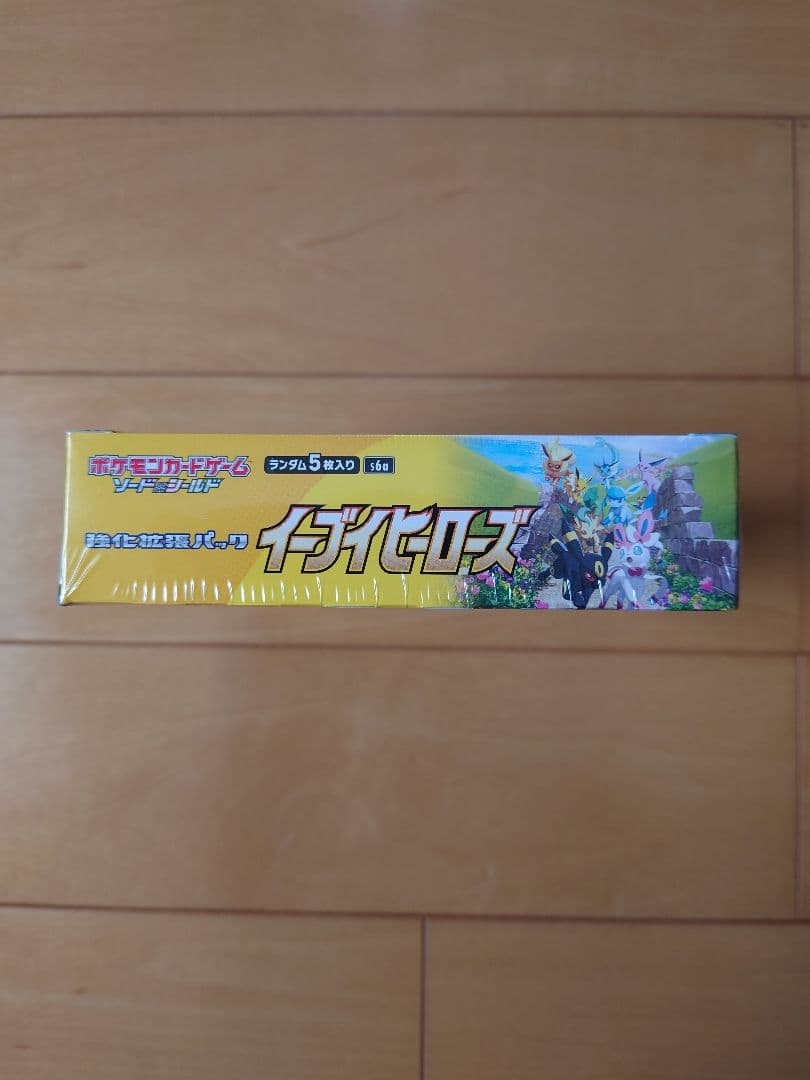 ポケモンカードゲーム
ソード&シールド
ランダム5枚入り
s6a
強化拡張パック
イーブイヒーローズ